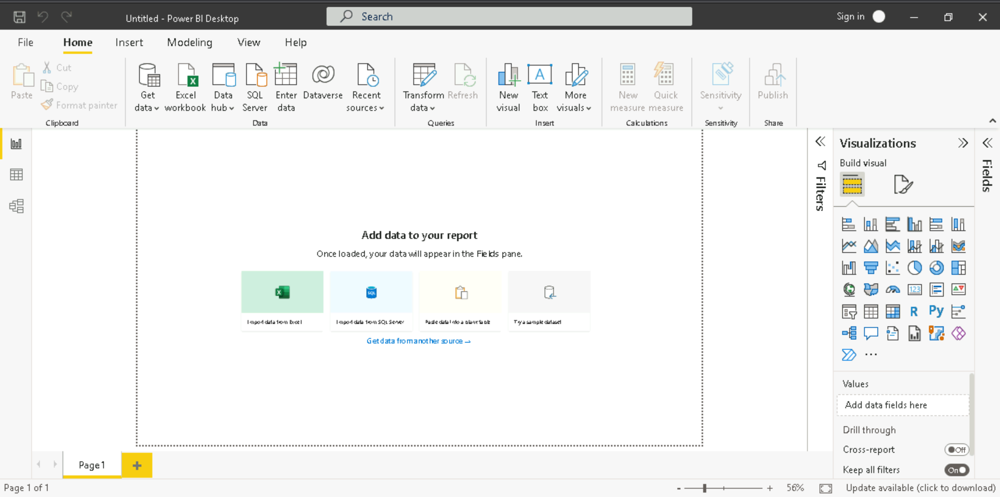 Untitled - Power BI Desktop
Search
Sign in
File Home Insert Modeling View Help
Paste
Cut
Copy
Format painter
Clipboard
Get data
Excel workbook
Data hub
SQL Server
Enter data
Dataverse
Recent sources
Data
Transform data
Refresh
Queries
New visual
Text box
More visuals
Insert
New measure
Quick measure
Calculations
Sensitivity
Sensitivity
Publish
Share
Add data to your report
Once loaded, your data will appear in the Fields pane.
Import data from Excel
Import data from SQL Server
Paste data into a blank table
Try a sample dataset
Get data from another source →
Filters
Visualizations
Build visual
Fields
123
R
Py
Values
Add data fields here
Drill through
Cross-report
Off
Keep all filters
On
Page 1
Page 1 of 1
- + 56%
Update available (click to download)